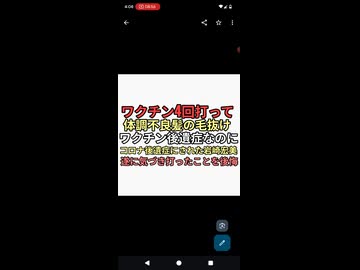 4:08
ワクチン4回打って
体調不良髪の毛抜け
ワクチン後遺症なのに
コロナ後遺症にされた岩崎宏美
遂に気づき打ったことを後悔